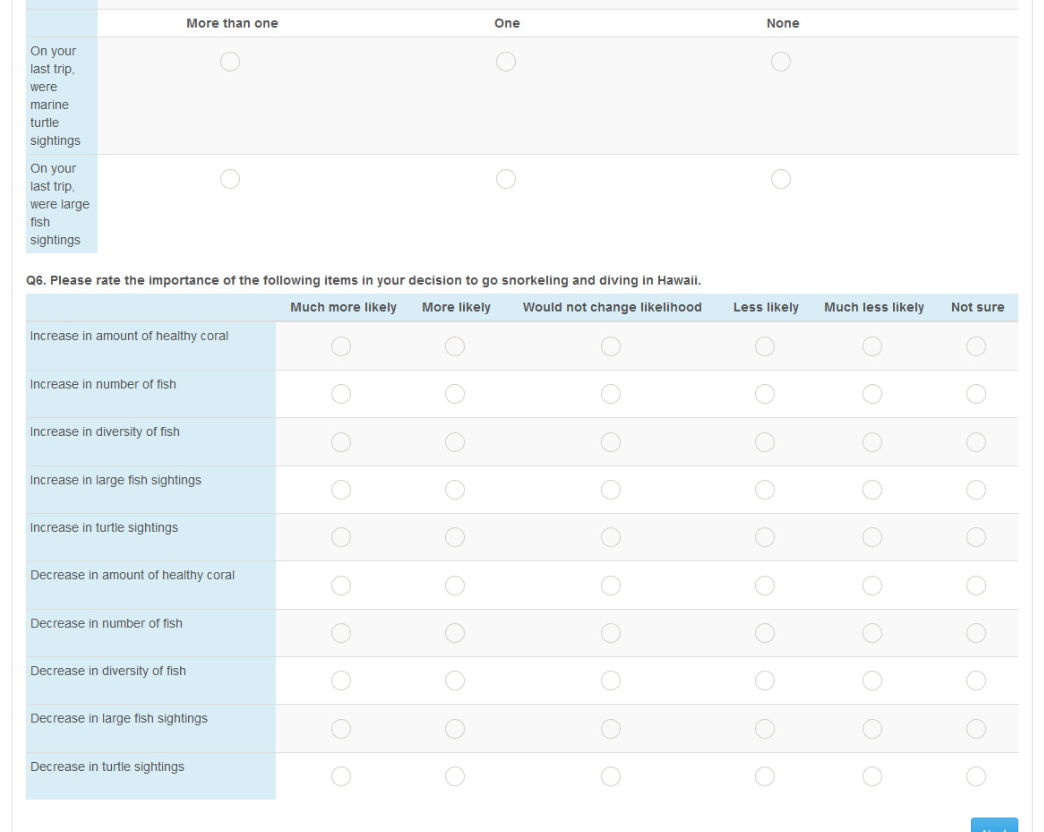 More than one One None
On your
last trip,
were
marine
turtle
sightings
On your
last trip,
were large
fish
sightings
Q6. Please rate the importance of the following items in your decision to go snorkeling and diving in Hawaii.
Much more likely More likely Would not change likelihood Less likely Much less likely Not sure
Increase in amount of healthy coral
Increase in number of fish
Increase in diversity of fish
Increase in large fish sightings
Increase in turtle sightings
Decrease in amount of healthy coral
Decrease in number of fish
Decrease in diversity of fish
Decrease in large fish sightings
Decrease in turtle sightings